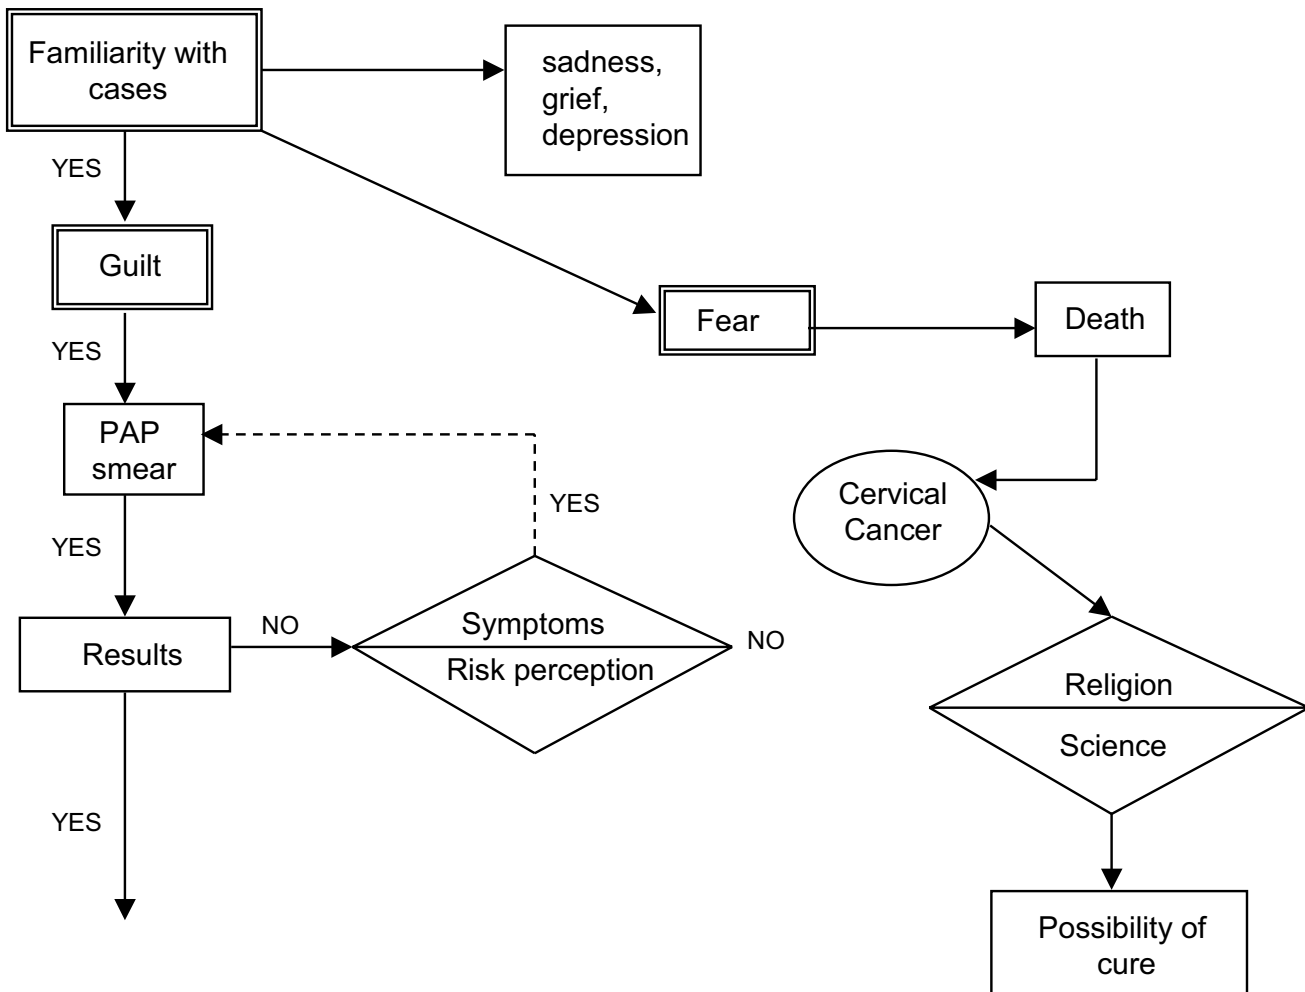 Familiarity with
cases
sadness,
grief,
depression
YES
Guilt
Fear
Death
YES
PAP
smear
Cervical
Cancer
YES
YES
NO
Symptoms
NO
Results
Risk perception
Religion
Science
YES
Possibility of
cure